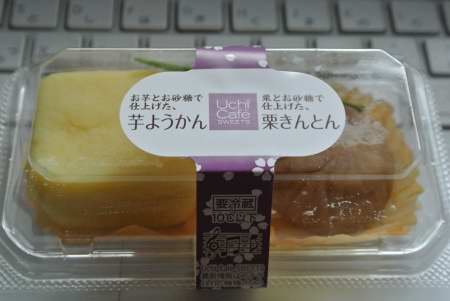 お芋とお砂糖で
仕上げた、
芋ようかん
Uchi
Café
SWEETS
栗とお砂糖で
仕上げた、
栗きんとん
要冷蔵
10℃以下